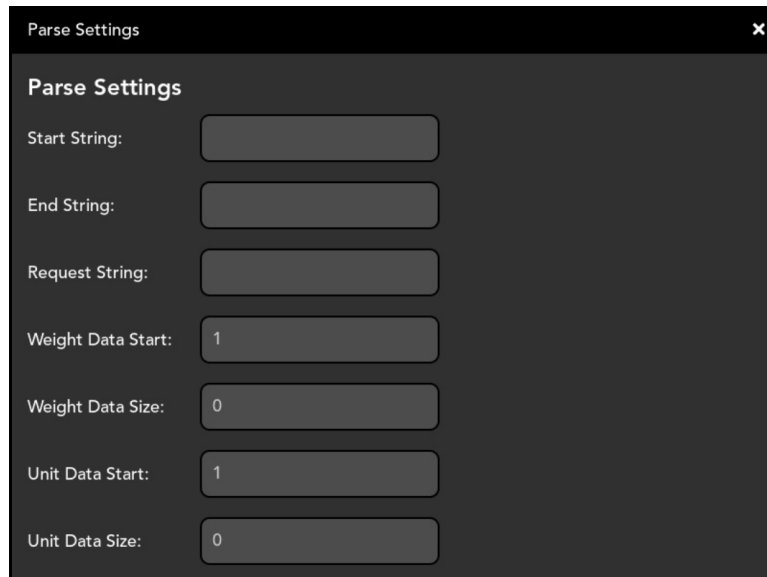 Parse Settings ×
Parse Settings
Start String:
End String:
Request String:
Weight Data Start: 1
Weight Data Size: 0
Unit Data Start: 1
Unit Data Size: 0